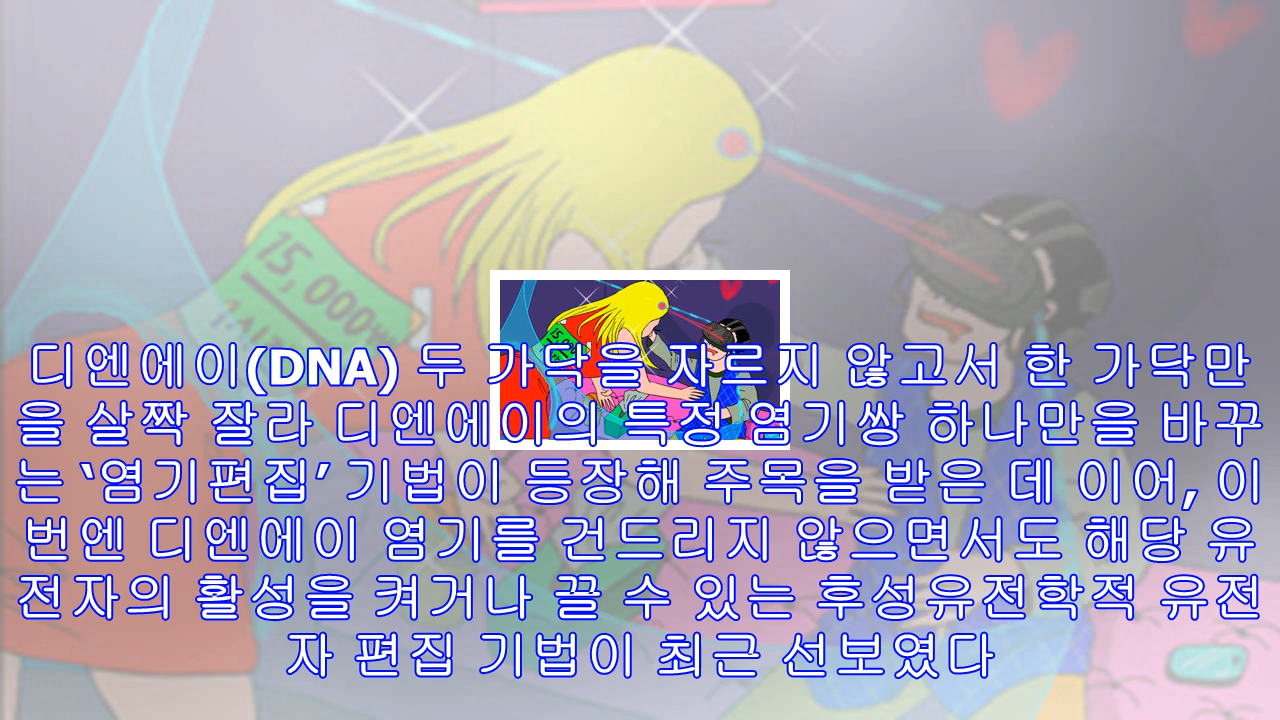 15,000
디엔에이(DNA) 두 가닥을 자르지 않고서 한 가닥만
을 살짝 잘라 디엔에이의 특정 염기쌍 하나만을 바꾸
는 ‘염기편집’ 기법이 등장해 주목을 받은 데 이어, 이
번엔 디엔에이 염기를 건드리지 않으면서도 해당 유
전자의 활성을 켜거나 끌 수 있는 후성유전학적 유전
자 편집 기법이 최근 선보였다